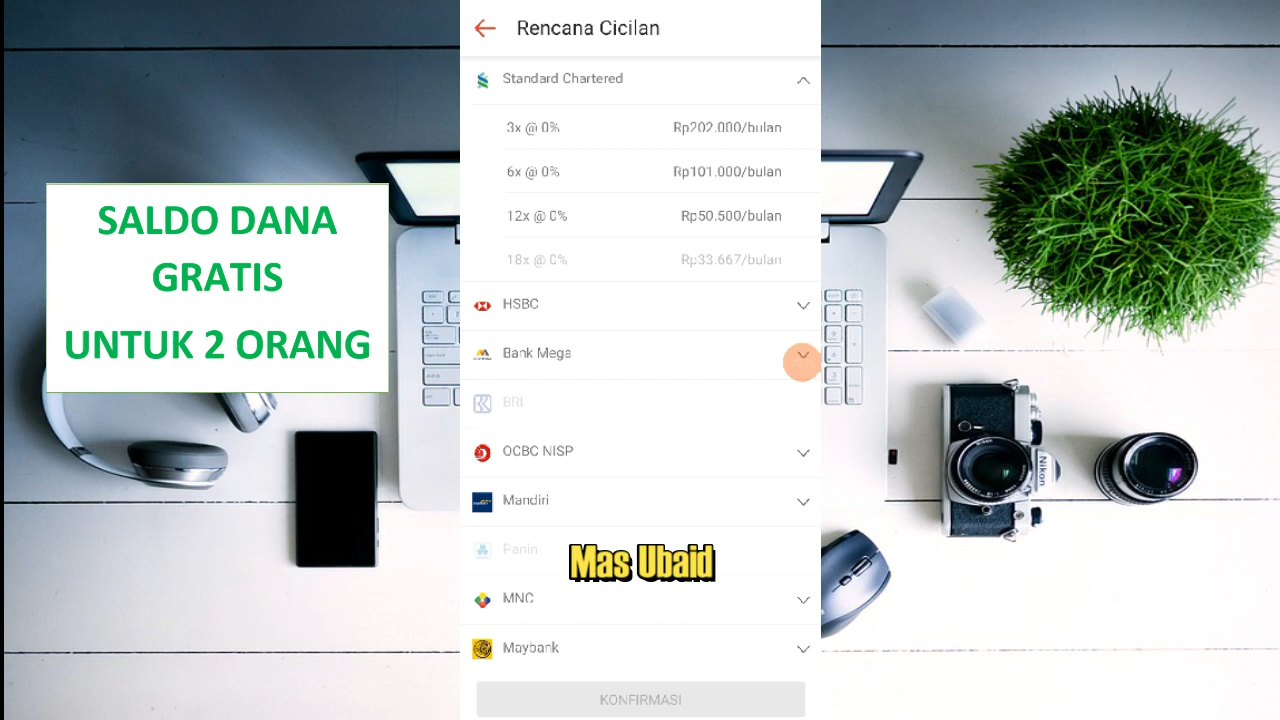 SALDO DANA
GRATIS
UNTUK 2 ORANG
Rencana Cicilan
Standard Chartered
3x @ 0% Rp202.000/bulan
6x @ 0% Rp101.000/bulan
12x @ 0% Rp50.500/bulan
18x @ 0% Rp33.667/bulan
HSBC
Bank Mega
BRI
OCBC NISP
Mandiri
Panin
Mas Ubaid
MNC
Maybank
KONFIRMASI
Nikon